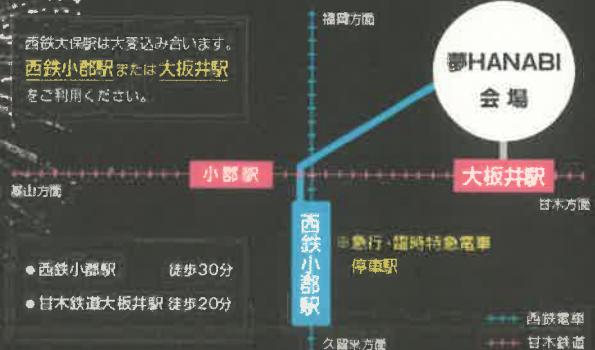 西鉄大保駅は大変込み合います。
西鉄小郡駅または大板井駅
をご利用ください。
福岡方面
夢HANABI
会場
小郡駅
大板井駅
基山方面
甘木方面
西鉄小郡駅
※急行・臨時特急電車
停車駅
●西鉄小郡駅 徒歩30分
●甘木鉄道大板井駅 徒歩20分
久留米方面
西鉄電車
甘木鉄道